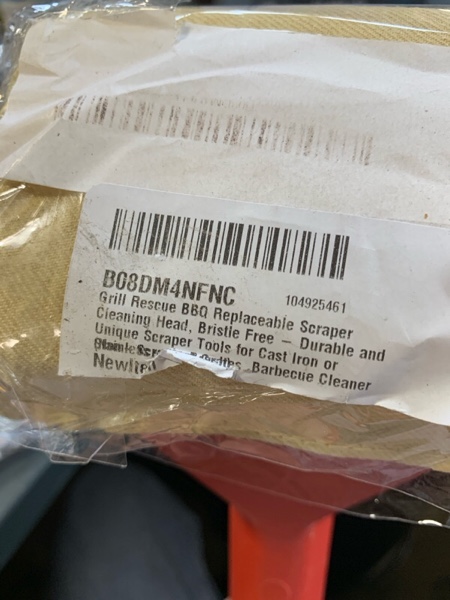 B08DM4NFNC 104925461
Grill Rescue BBQ Replaceable Scraper
Cleaning Head, Bristle Free – Durable and
Unique Scraper Tools for Cast Iron or
Barbecue Cleaner